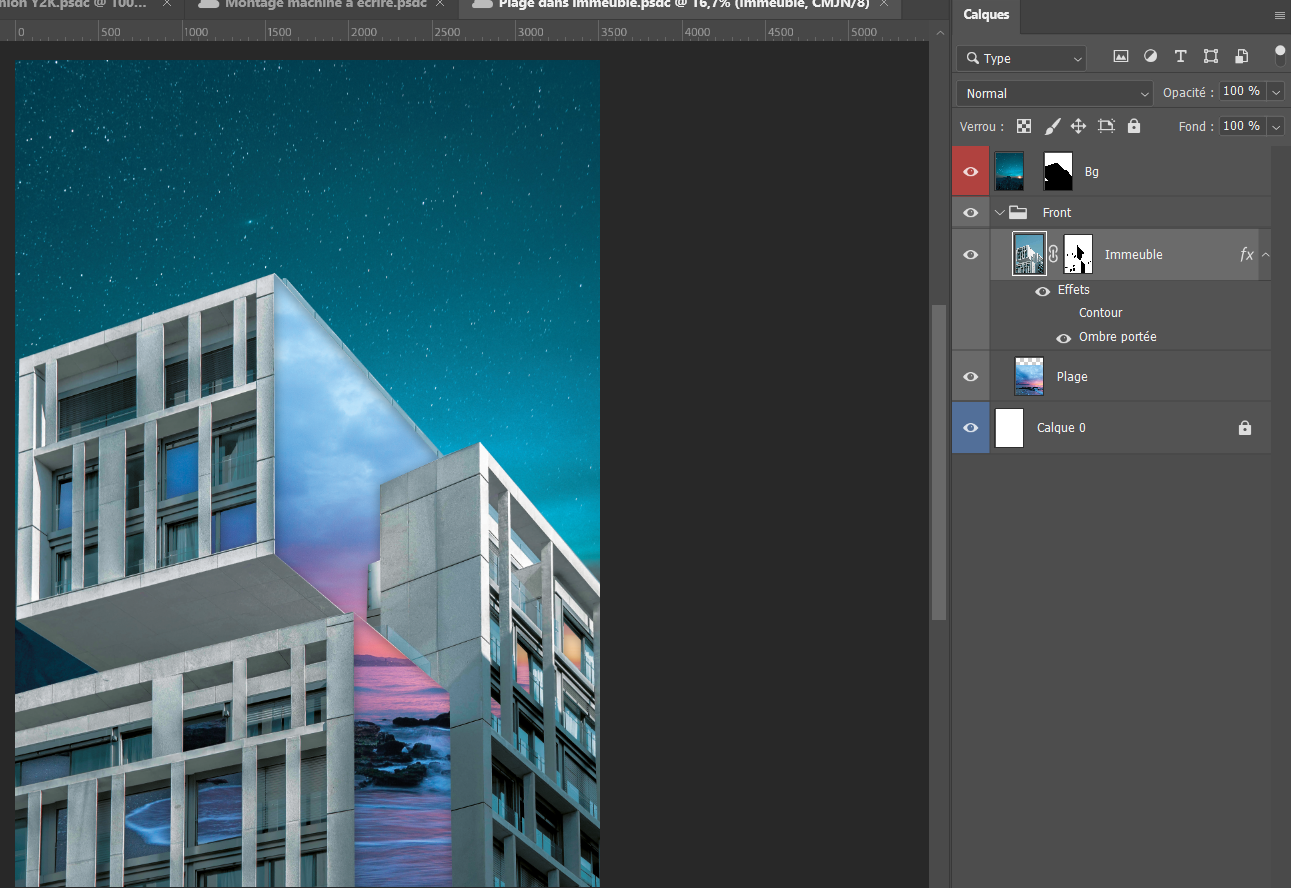 Y2K.psdc @ 100... × Montage machine à écrire.psdc × Plage dans immeuble.psdc @ 16,7% (Immeuble, CMJN/8) ×
0 500 1000 1500 2000 2500 3000 3500 4000 4500 5000
Calques
Type
Normal Opacité : 100 %
Verrou : Fond : 100 %
Bg
Front
Immeuble fx
Effets
Contour
Ombre portée
Plage
Calque 0